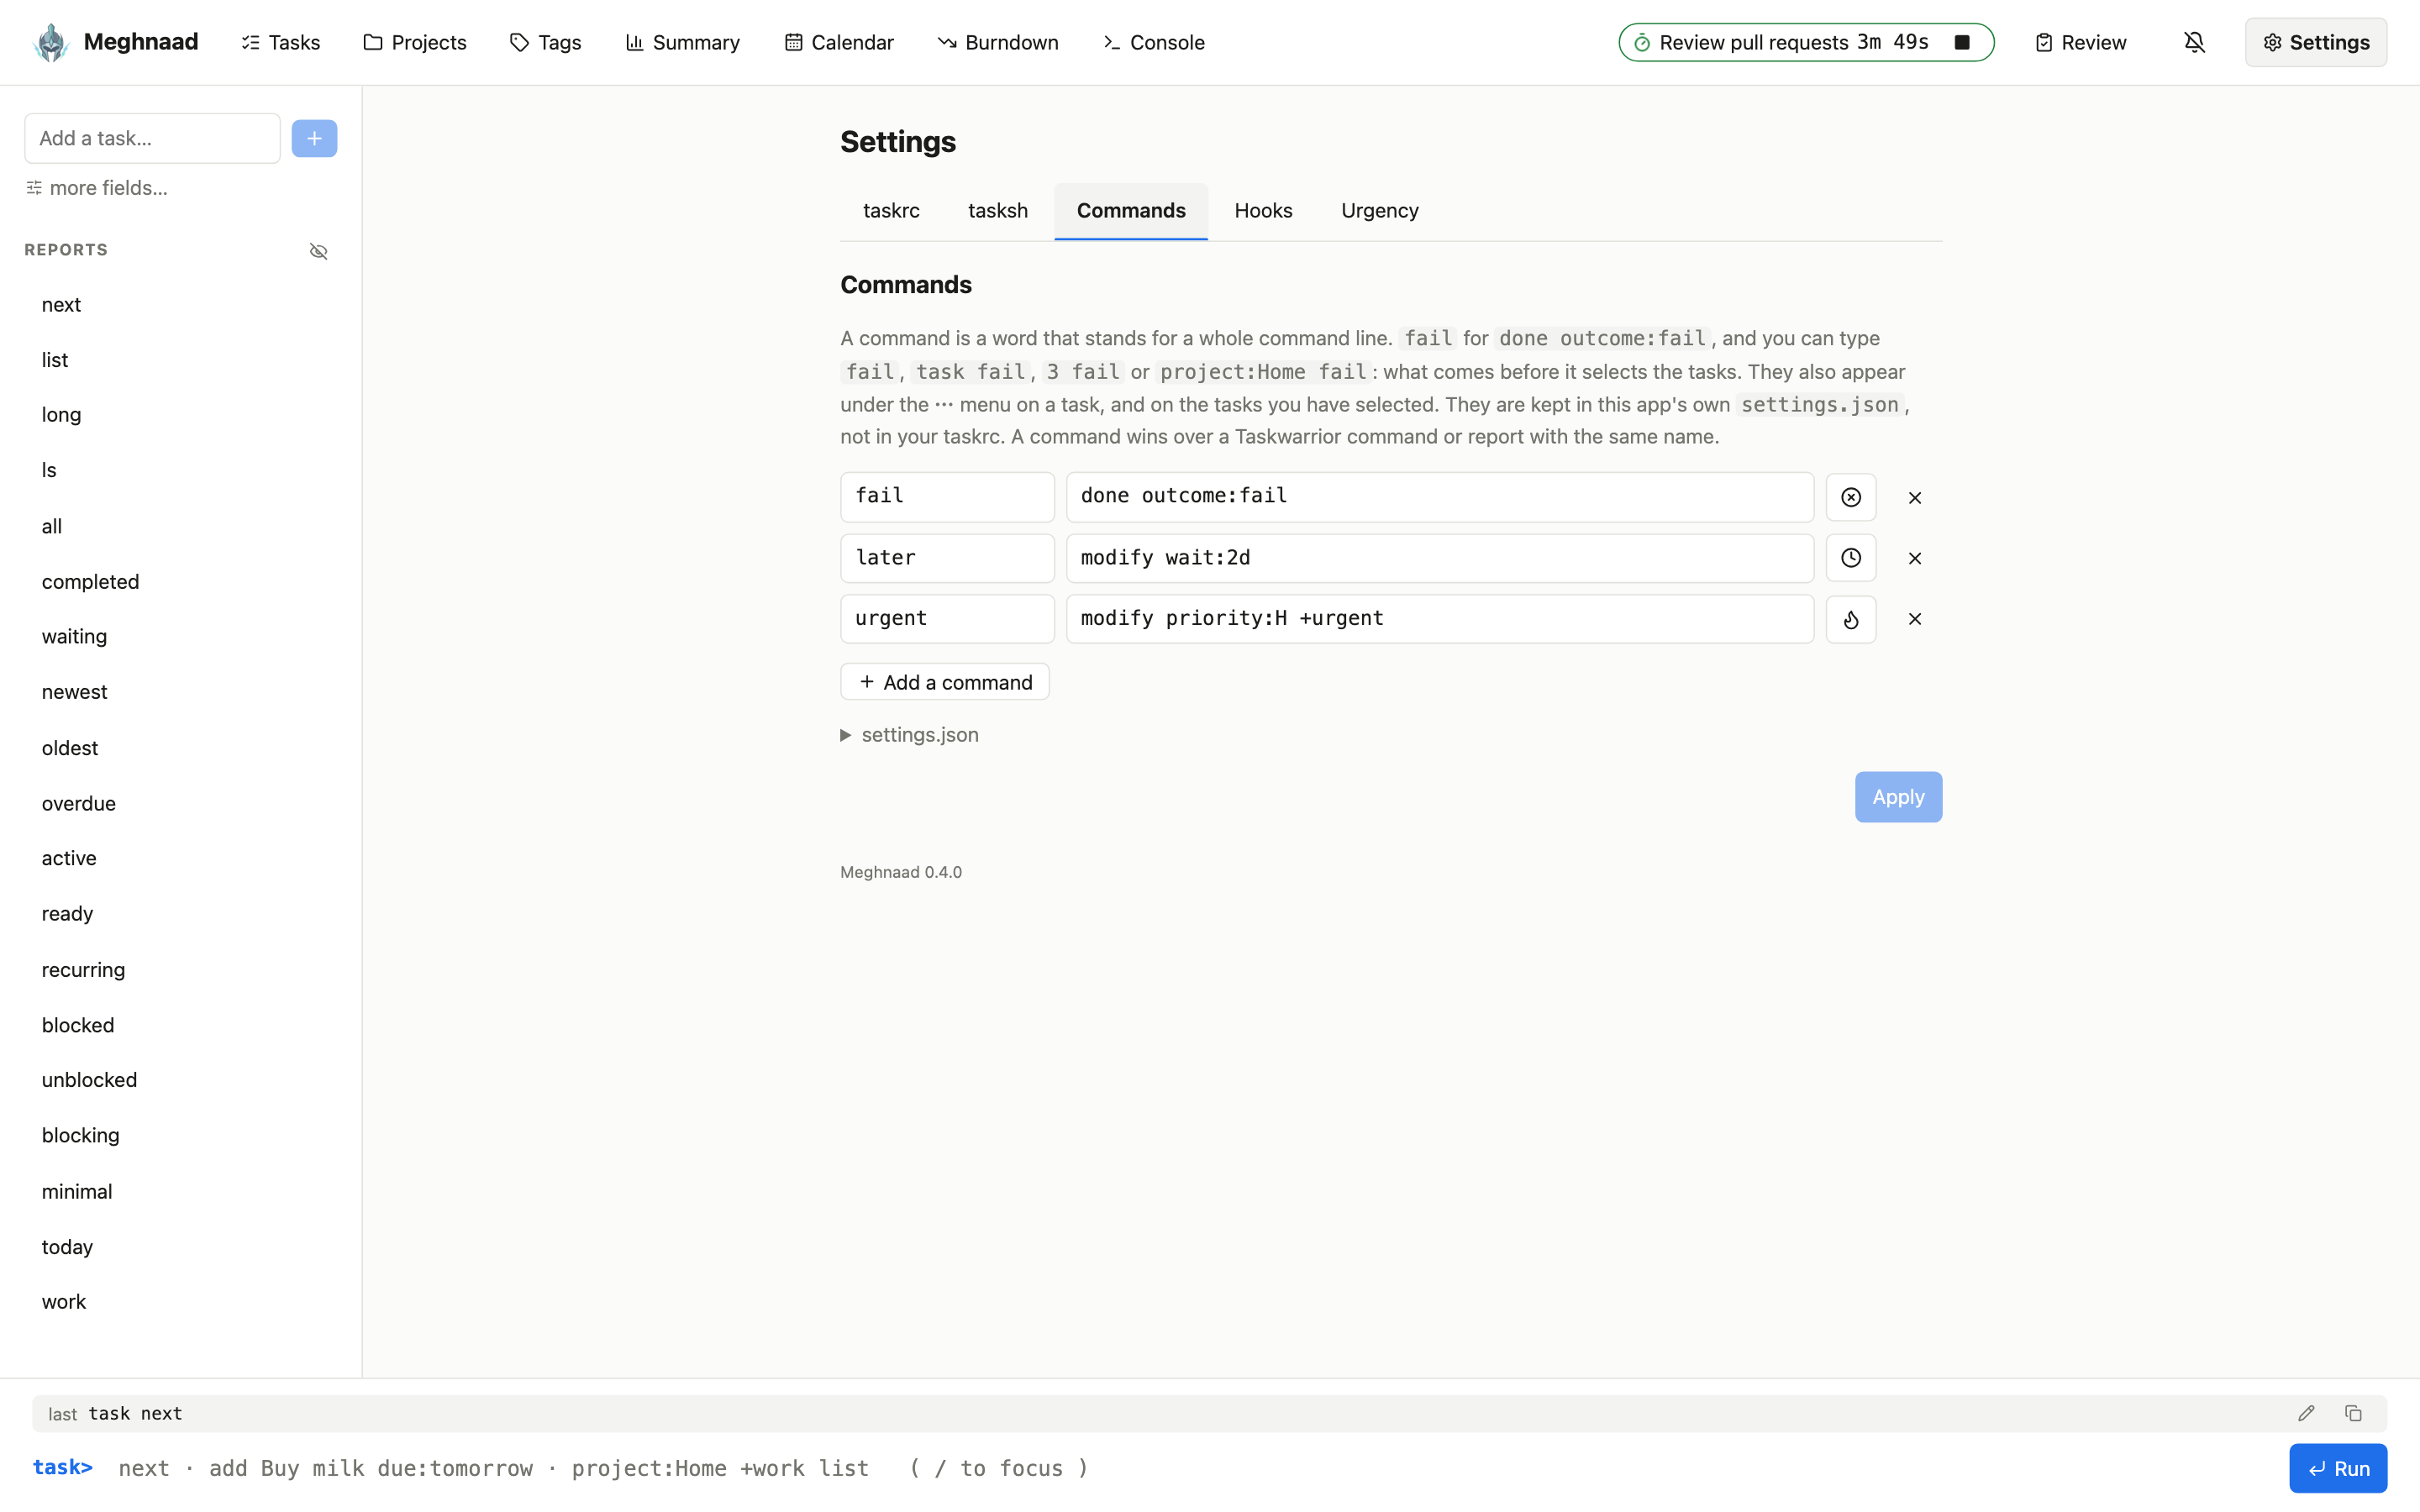 Meghnaad Tasks Projects Tags Summary Calendar Burndown Console Review pull requests 3m 49s Review Settings
Add a task...
more fields...
REPORTS
next
list
long
ls
all
completed
waiting
newest
oldest
overdue
active
ready
recurring
blocked
unblocked
blocking
minimal
today
work
Settings
taskrc tasksh Commands Hooks Urgency
Commands
A command is a word that stands for a whole command line. fail for done outcome:fail, and you can type
fail, task fail, 3 fail or project:Home fail: what comes before it selects the tasks. They also appear
under the ··· menu on a task, and on the tasks you have selected. They are kept in this app's own settings.json,
not in your taskrc. A command wins over a Taskwarrior command or report with the same name.
fail done outcome:fail
later modify wait:2d
urgent modify priority:H +urgent
+ Add a command
settings.json
Apply
Meghnaad 0.4.0
last task next
task> next · add Buy milk due:tomorrow · project:Home +work list ( / to focus )
Run